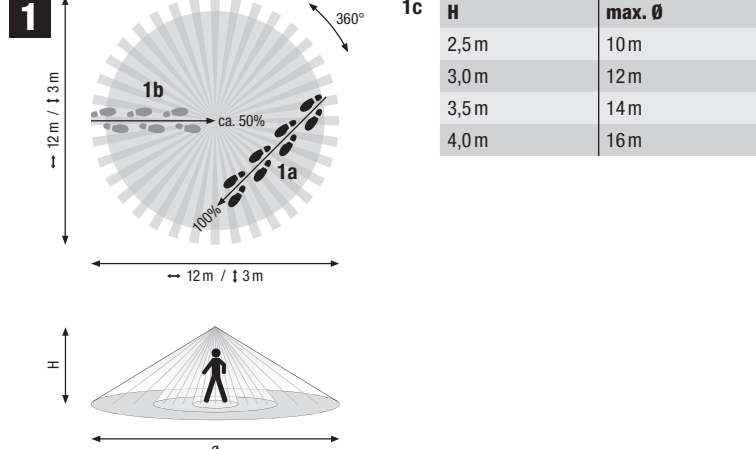 1
360°
1b
ca. 50%
1a
100%
↔ 12 m / ↕ 3 m
↔ 12 m / ↕ 3 m
H
1c
H max. Ø
2,5 m 10 m
3,0 m 12 m
3,5 m 14 m
4,0 m 16 m